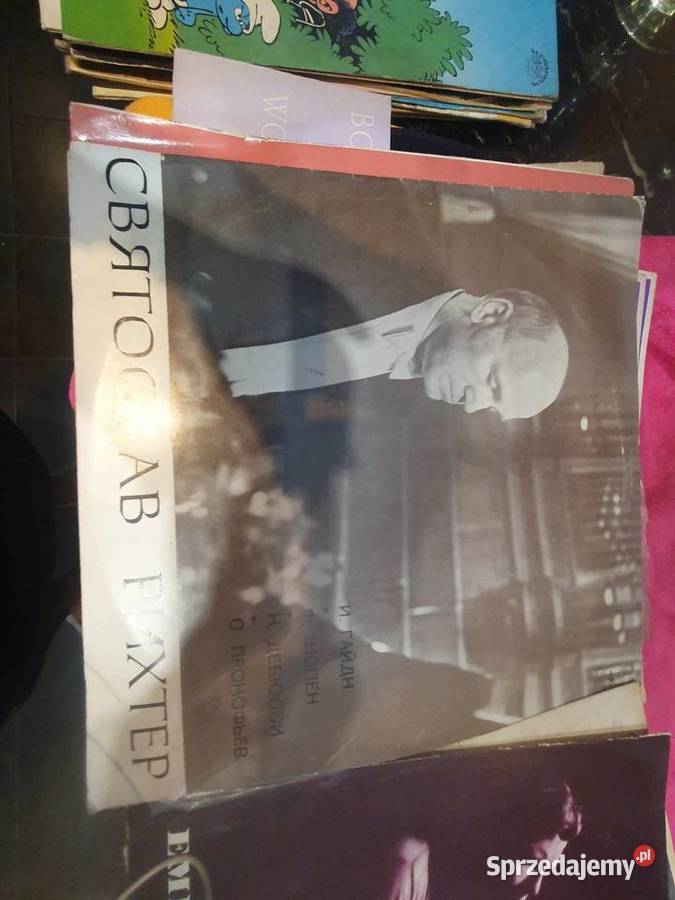 СВЯТОСЛАВ РИХТЕР
И. ГАЙДН
Ф. ШОПЕН
К. ДЕБЮССИ
С. ПРОКОФЬЕВ
Sprzedajemy.pl